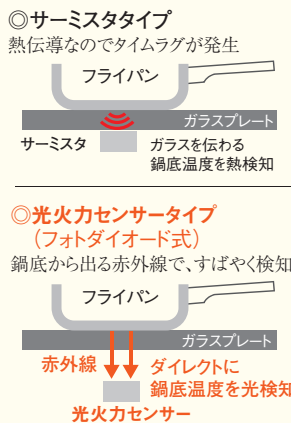 ◎サーミスタタイプ
熱伝導なのでタイムラグが発生
フライパン
ガラスプレート
サーミスタ
ガラスを伝わる
鍋底温度を熱検知
◎光火力センサータイプ
（フォトダイオード式）
鍋底から出る赤外線で、すばやく検知
フライパン
ガラスプレート
赤外線
ダイレクトに
鍋底温度を光検知
光火力センサー